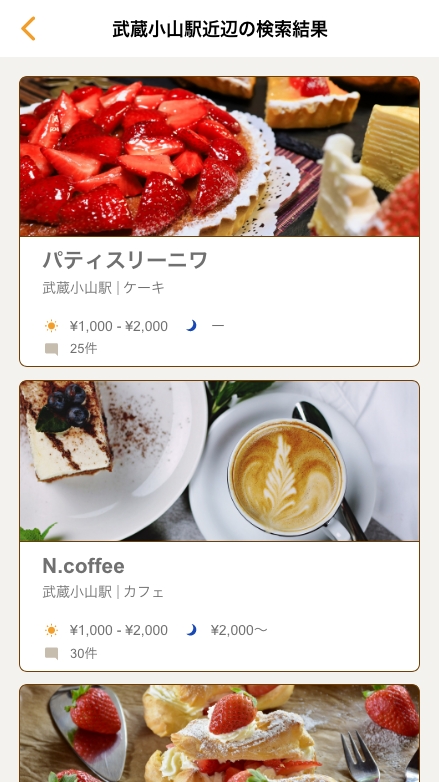 武蔵小山駅近辺の検索結果
パティスリーニワ
武蔵小山駅 | ケーキ
¥1,000 - ¥2,000 ー
25件
N.coffee
武蔵小山駅 | カフェ
¥1,000 - ¥2,000 ¥2,000〜
30件